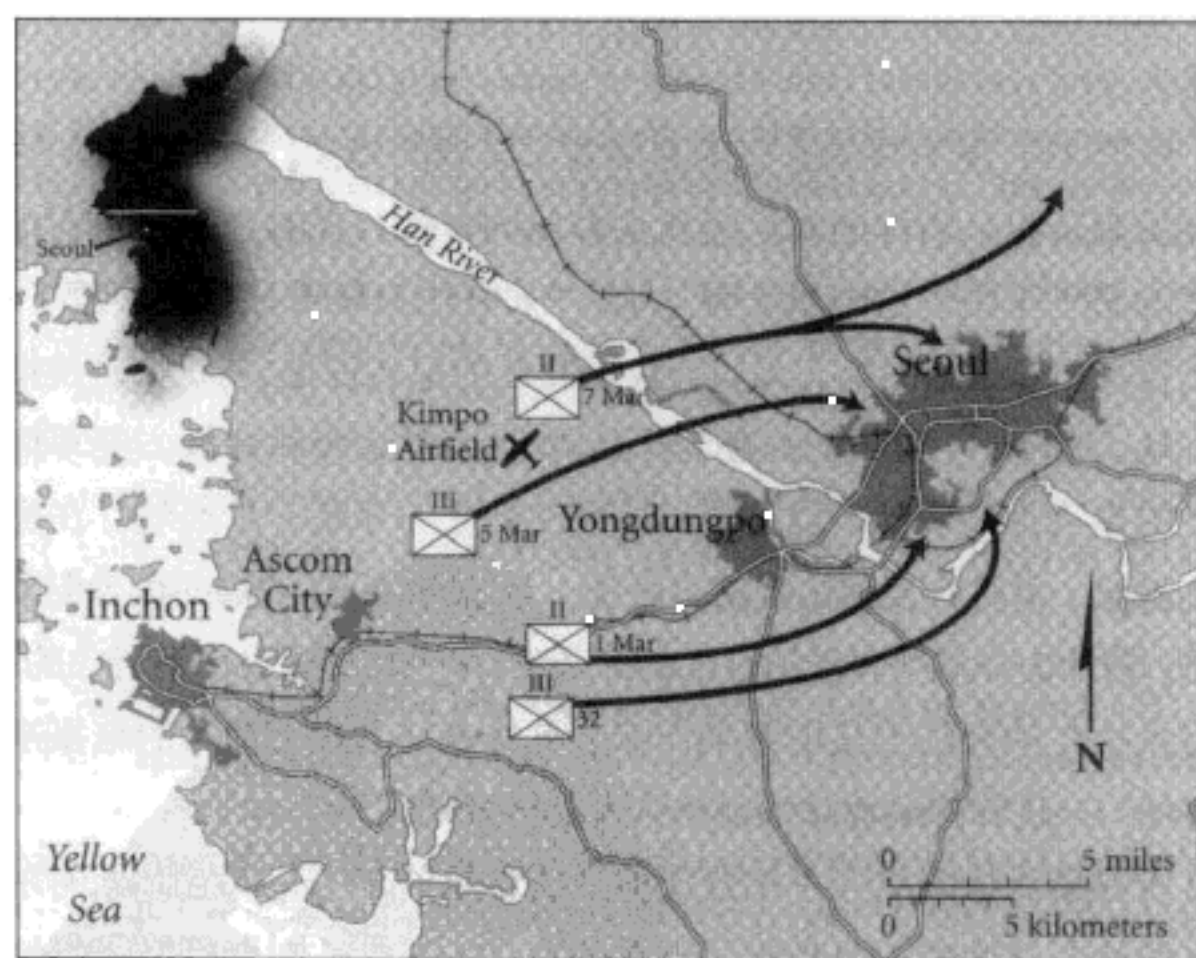 Seoul
Han River
II
7 Mar
Seoul
Kimpo
Airfield
III
5 Mar
Yongdungpo
Ascom
City
Inchon
II
1 Mar
III
32
N
Yellow
Sea
0 5 miles
0 5 kilometers